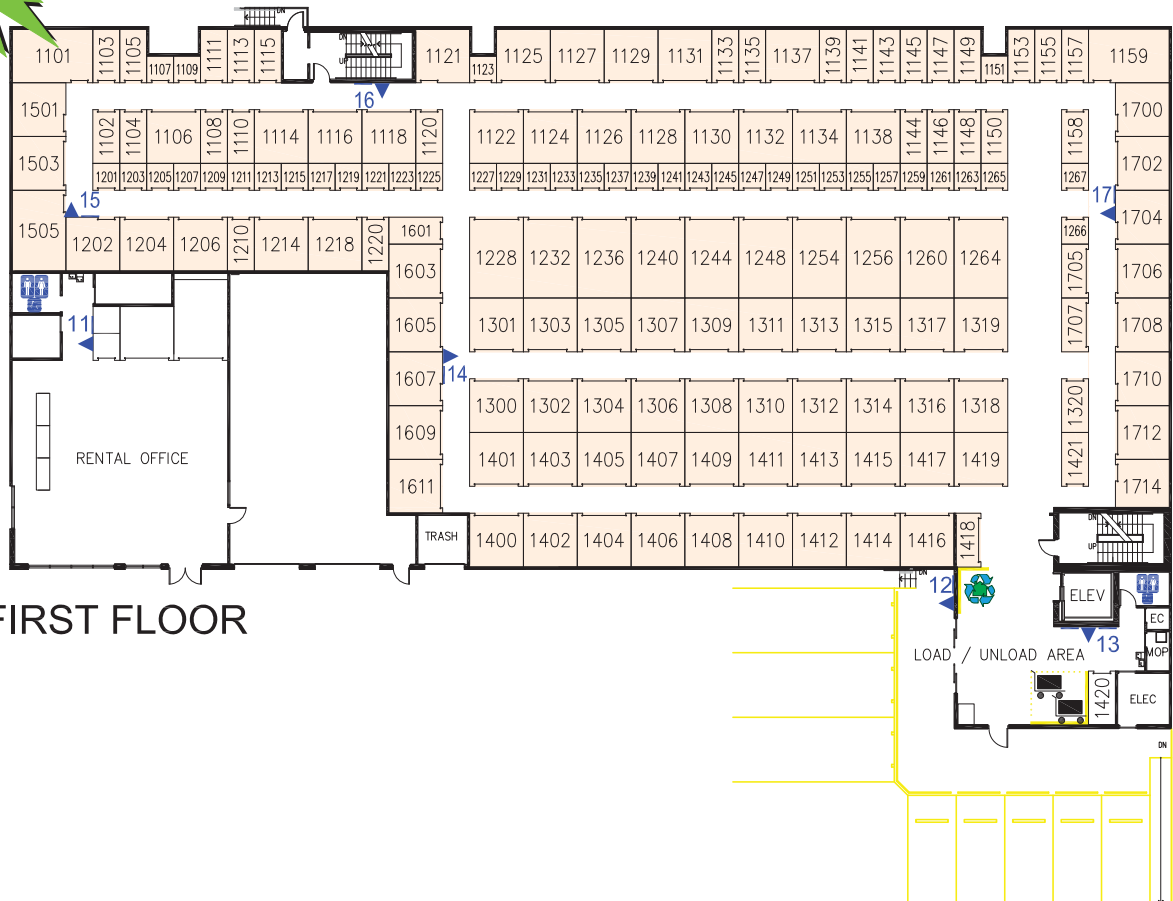 DN
1101 1103 1105 1107 1109 1111 1113 1115 DN UP 1121 1123 1125 1127 1129 1131 1133 1135 1137 1139 1141 1143 1145 1147 1149 1151 1153 1155 1157 1159
16
1501 1102 1104 1106 1108 1110 1114 1116 1118 1120 1122 1124 1126 1128 1130 1132 1134 1138 1144 1146 1148 1150 1158 1700
1503 1201 1203 1205 1207 1209 1211 1213 1215 1217 1219 1221 1223 1225 1227 1229 1231 1233 1235 1237 1239 1241 1243 1245 1247 1249 1251 1253 1255 1257 1259 1261 1263 1265 1267 1702
15 17
1505 1202 1204 1206 1210 1214 1218 1220 1601 1266 1704
1603 1228 1232 1236 1240 1244 1248 1254 1256 1260 1264 1705 1706
11 1605 1301 1303 1305 1307 1309 1311 1313 1315 1317 1319 1707 1708
1607 14 1710
1300 1302 1304 1306 1308 1310 1312 1314 1316 1318 1320
1609 1712
RENTAL OFFICE 1401 1403 1405 1407 1409 1411 1413 1415 1417 1419 1421
1611 1714
TRASH 1400 1402 1404 1406 1408 1410 1412 1414 1416 1418 DN UP
DN
12 ELEV
FIRST FLOOR EC
13
LOAD / UNLOAD AREA MOP
1420 ELEC
DN